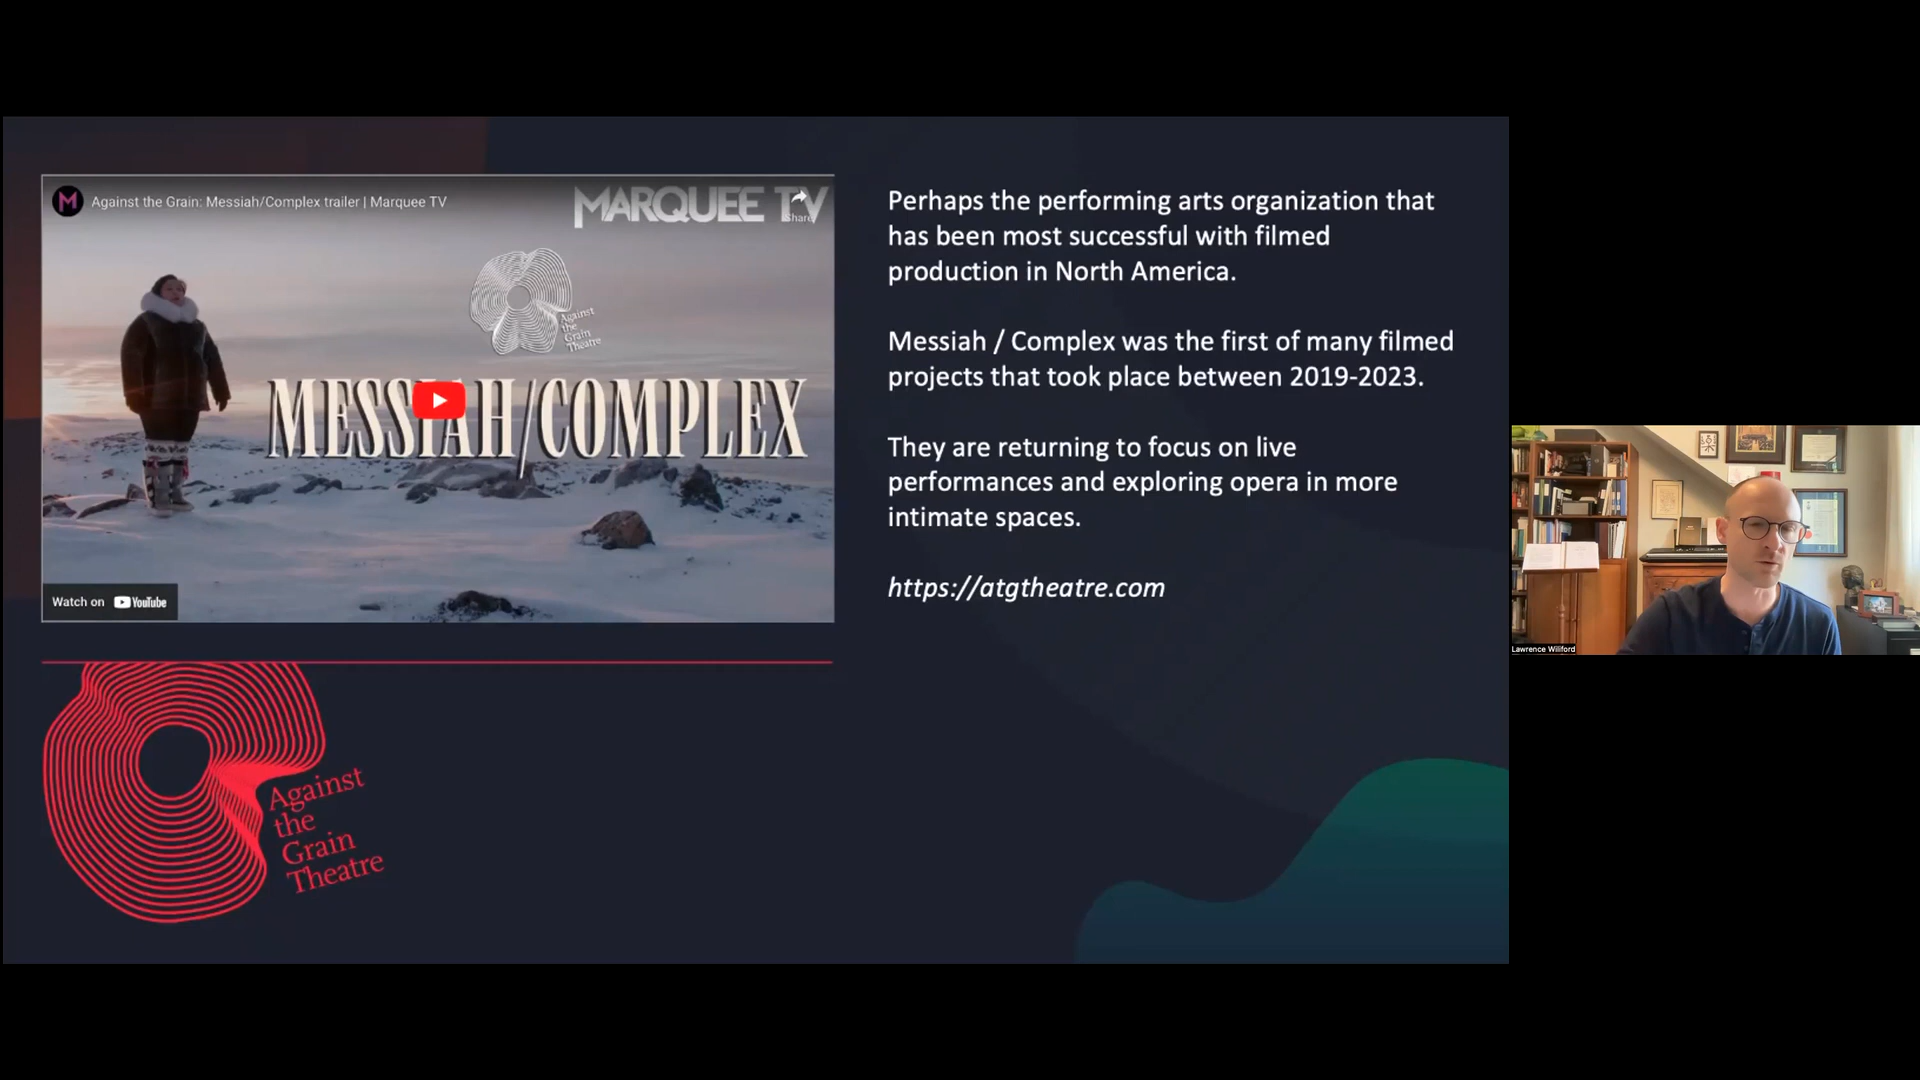 Against the Grain: Messiah/Complex trailer | Marquee TV
MARQUEE TV
Share
Against
the
Grain
Theatre
MESSIAH/COMPLEX
Watch on YouTube
Against
the
Grain
Theatre
Perhaps the performing arts organization that
has been most successful with filmed
production in North America.
Messiah / Complex was the first of many filmed
projects that took place between 2019-2023.
They are returning to focus on live
performances and exploring opera in more
intimate spaces.
https://atgtheatre.com
Lawrence Wiliford